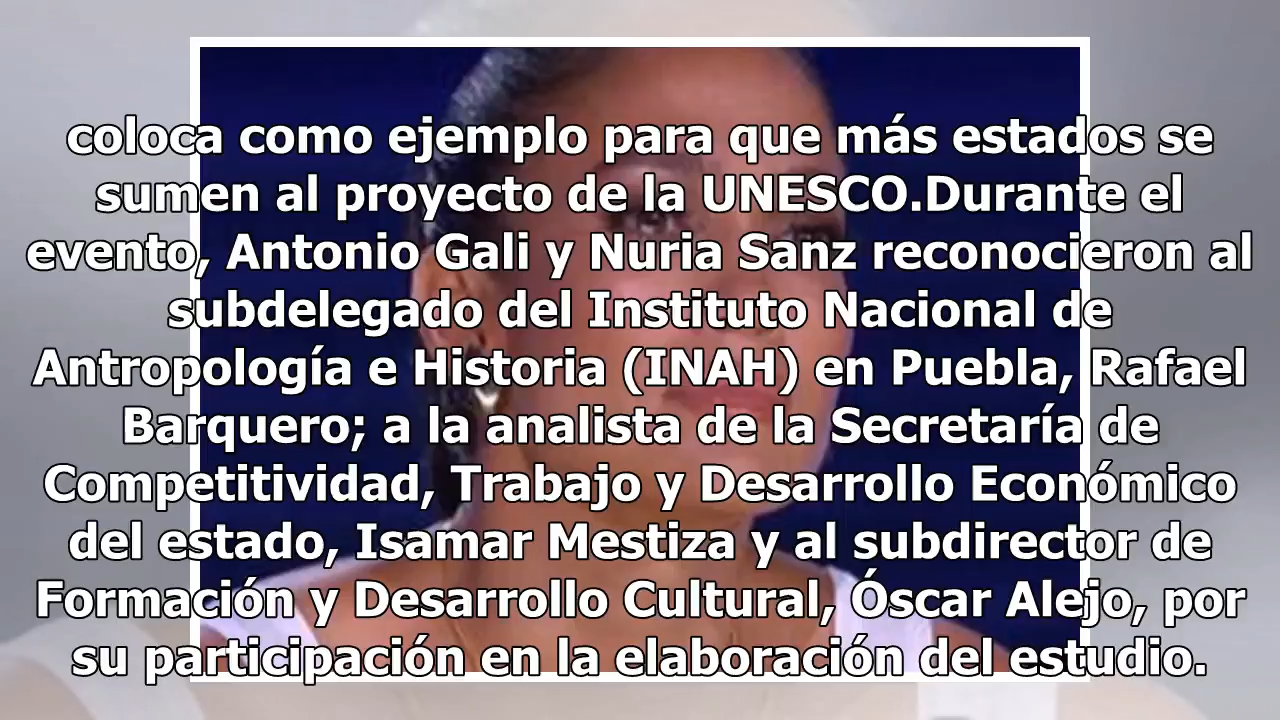 coloca como ejemplo para que más estados se
sumen al proyecto de la UNESCO.Durante el
evento, Antonio Gali y Nuria Sanz reconocieron al
subdelegado del Instituto Nacional de
Antropología e Historia (INAH) en Puebla, Rafael
Barquero; a la analista de la Secretaría de
Competitividad, Trabajo y Desarrollo Económico
del estado, Isamar Mestiza y al subdirector de
Formación y Desarrollo Cultural, Óscar Alejo, por
su participación en la elaboración del estudio.